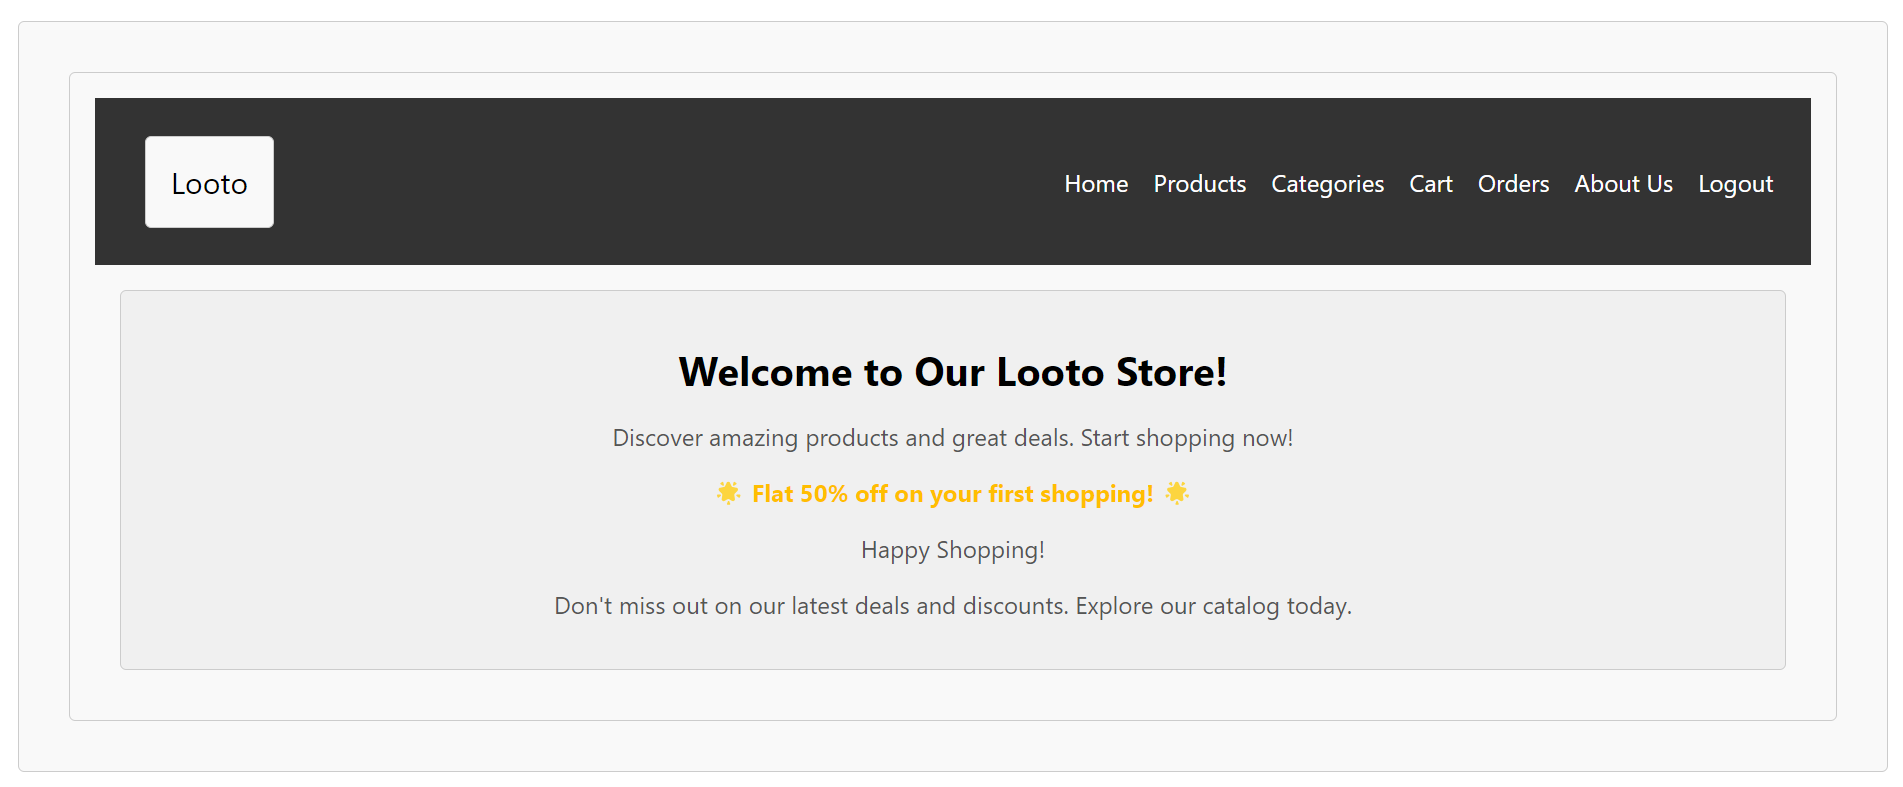 Looto
Home Products Categories Cart Orders About Us Logout
Welcome to Our Looto Store!
Discover amazing products and great deals. Start shopping now!
🌟 Flat 50% off on your first shopping! 🌟
Happy Shopping!
Don't miss out on our latest deals and discounts. Explore our catalog today.